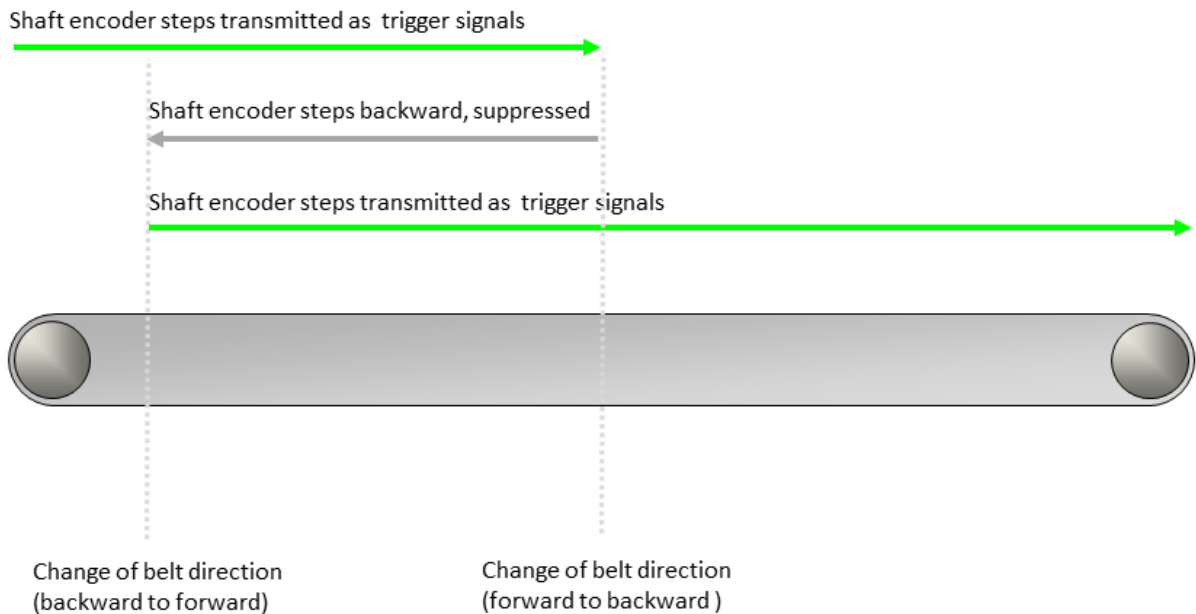 Shaft encoder steps transmitted as  trigger signals
Shaft encoder steps backward, suppressed
Shaft encoder steps transmitted as  trigger signals
Change of belt direction
(backward to forward)
Change of belt direction
(forward to backward )